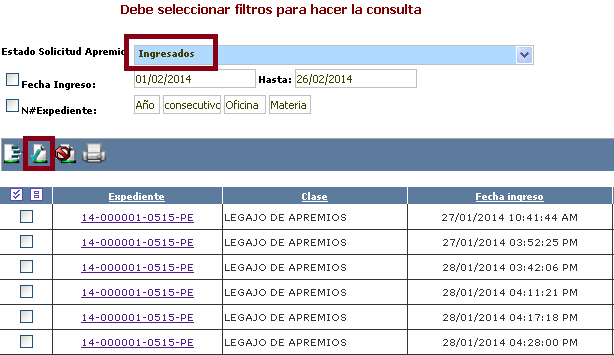 Debe seleccionar filtros para hacer la consulta
Estado Solicitud Apremio Ingresados
Fecha Ingreso: 01/02/2014 Hasta: 26/02/2014
N#Expediente: Año consecutivo Oficina Materia
Expediente Clase Fecha ingreso
14-000001-0515-PE LEGAJO DE APREMIOS 27/01/2014 10:41:44 AM
14-000001-0515-PE LEGAJO DE APREMIOS 27/01/2014 03:52:25 PM
14-000001-0515-PE LEGAJO DE APREMIOS 28/01/2014 03:42:06 PM
14-000001-0515-PE LEGAJO DE APREMIOS 28/01/2014 04:11:21 PM
14-000001-0515-PE LEGAJO DE APREMIOS 28/01/2014 04:17:18 PM
14-000001-0515-PE LEGAJO DE APREMIOS 28/01/2014 04:28:00 PM